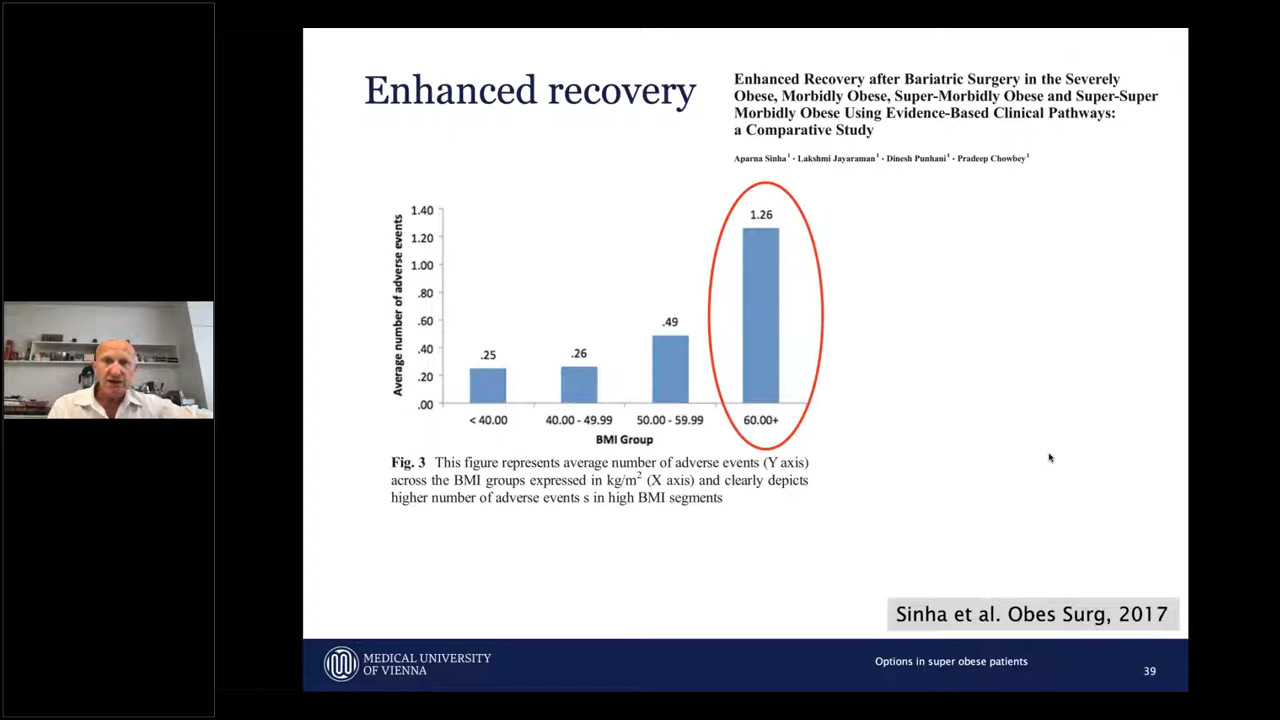 Enhanced recovery
Enhanced Recovery after Bariatric Surgery in the Severely
Obese, Morbidly Obese, Super-Morbidly Obese and Super-Super
Morbidly Obese Using Evidence-Based Clinical Pathways:
a Comparative Study
Aparna Sinha1 · Lakshmi Jayaraman1 · Dinesh Punhani1 · Pradeep Chowbey1
Average number of adverse events
1.40
1.20
1.00
.80
.60
.40
.20
.00
.25
.26
.49
1.26
< 40.00
40.00 - 49.99
50.00 - 59.99
60.00+
BMI Group
Fig. 3 This figure represents average number of adverse events (Y axis)
across the BMI groups expressed in kg/m2 (X axis) and clearly depicts
higher number of adverse events s in high BMI segments
Sinha et al. Obes Surg, 2017
MEDICAL UNIVERSITY
OF VIENNA
Options in super obese patients
39